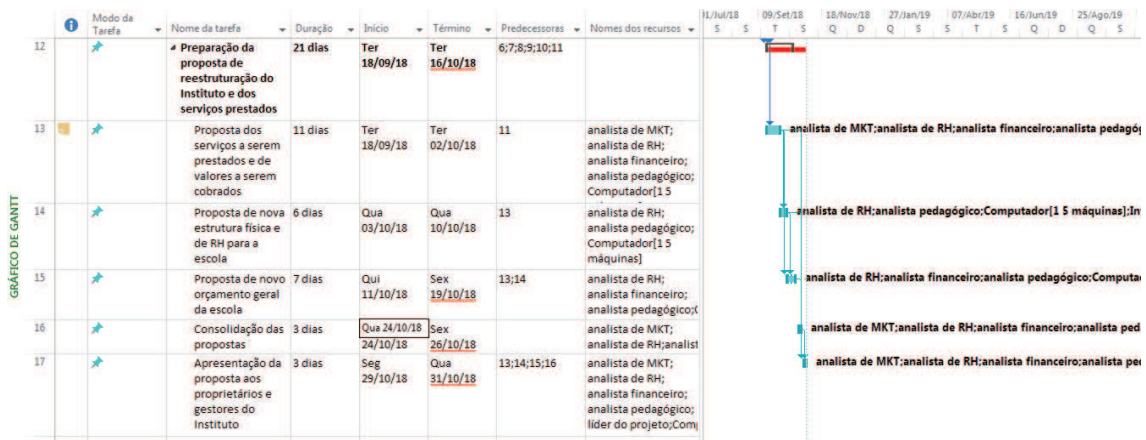 Modo da
Tarefa
Nome da tarefa
Duração
Início
Término
Predecessoras
Nomes dos recursos
09/Set/18
18/Nov/18
27/Jan/19
07/Abr/19
16/Jun/19
25/Ago/19
S S T S Q D Q S T S Q D Q S
GRÁFICO DE GANTT
12
Preparação da
proposta de
reestruturação do
Instituto e dos
serviços prestados
21 dias
Ter
18/09/18
Ter
16/10/18
6;7;8;9;10;11
13
Proposta dos
serviços a serem
prestados e de
valores a serem
cobrados
11 dias
Ter
18/09/18
Ter
02/10/18
11
analista de MKT;
analista de RH;
analista financeiro;
analista pedagógico;
Computador[1 5
analista de MKT;analista de RH;analista financeiro;analista pedagóg
14
Proposta de nova
estrutura física e
de RH para a
escola
6 dias
Qua
03/10/18
Qua
10/10/18
13
analista de RH;
analista pedagógico;
Computador[1 5
máquinas]
analista de RH;analista pedagógico;Computador[1 5 máquinas];In
15
Proposta de novo
orçamento geral
da escola
7 dias
Qui
11/10/18
Sex
19/10/18
13;14
analista de RH;
analista financeiro;
analista pedagógico;
analista de RH;analista financeiro;analista pedagógico;Computa
16
Consolidação das
propostas
3 dias
Qua 24/10/18
24/10/18
Sex
26/10/18
analista de MKT;
analista de RH;analist
analista de MKT;analista de RH;analista financeiro;analista ped
17
Apresentação da
proposta aos
proprietários e
gestores do
Instituto
3 dias
Seg
29/10/18
Qua
31/10/18
13;14;15;16
analista de MKT;
analista de RH;
analista financeiro;
analista pedagógico;
líder do projeto;Com
analista de MKT;analista de RH;analista financeiro;analista pe